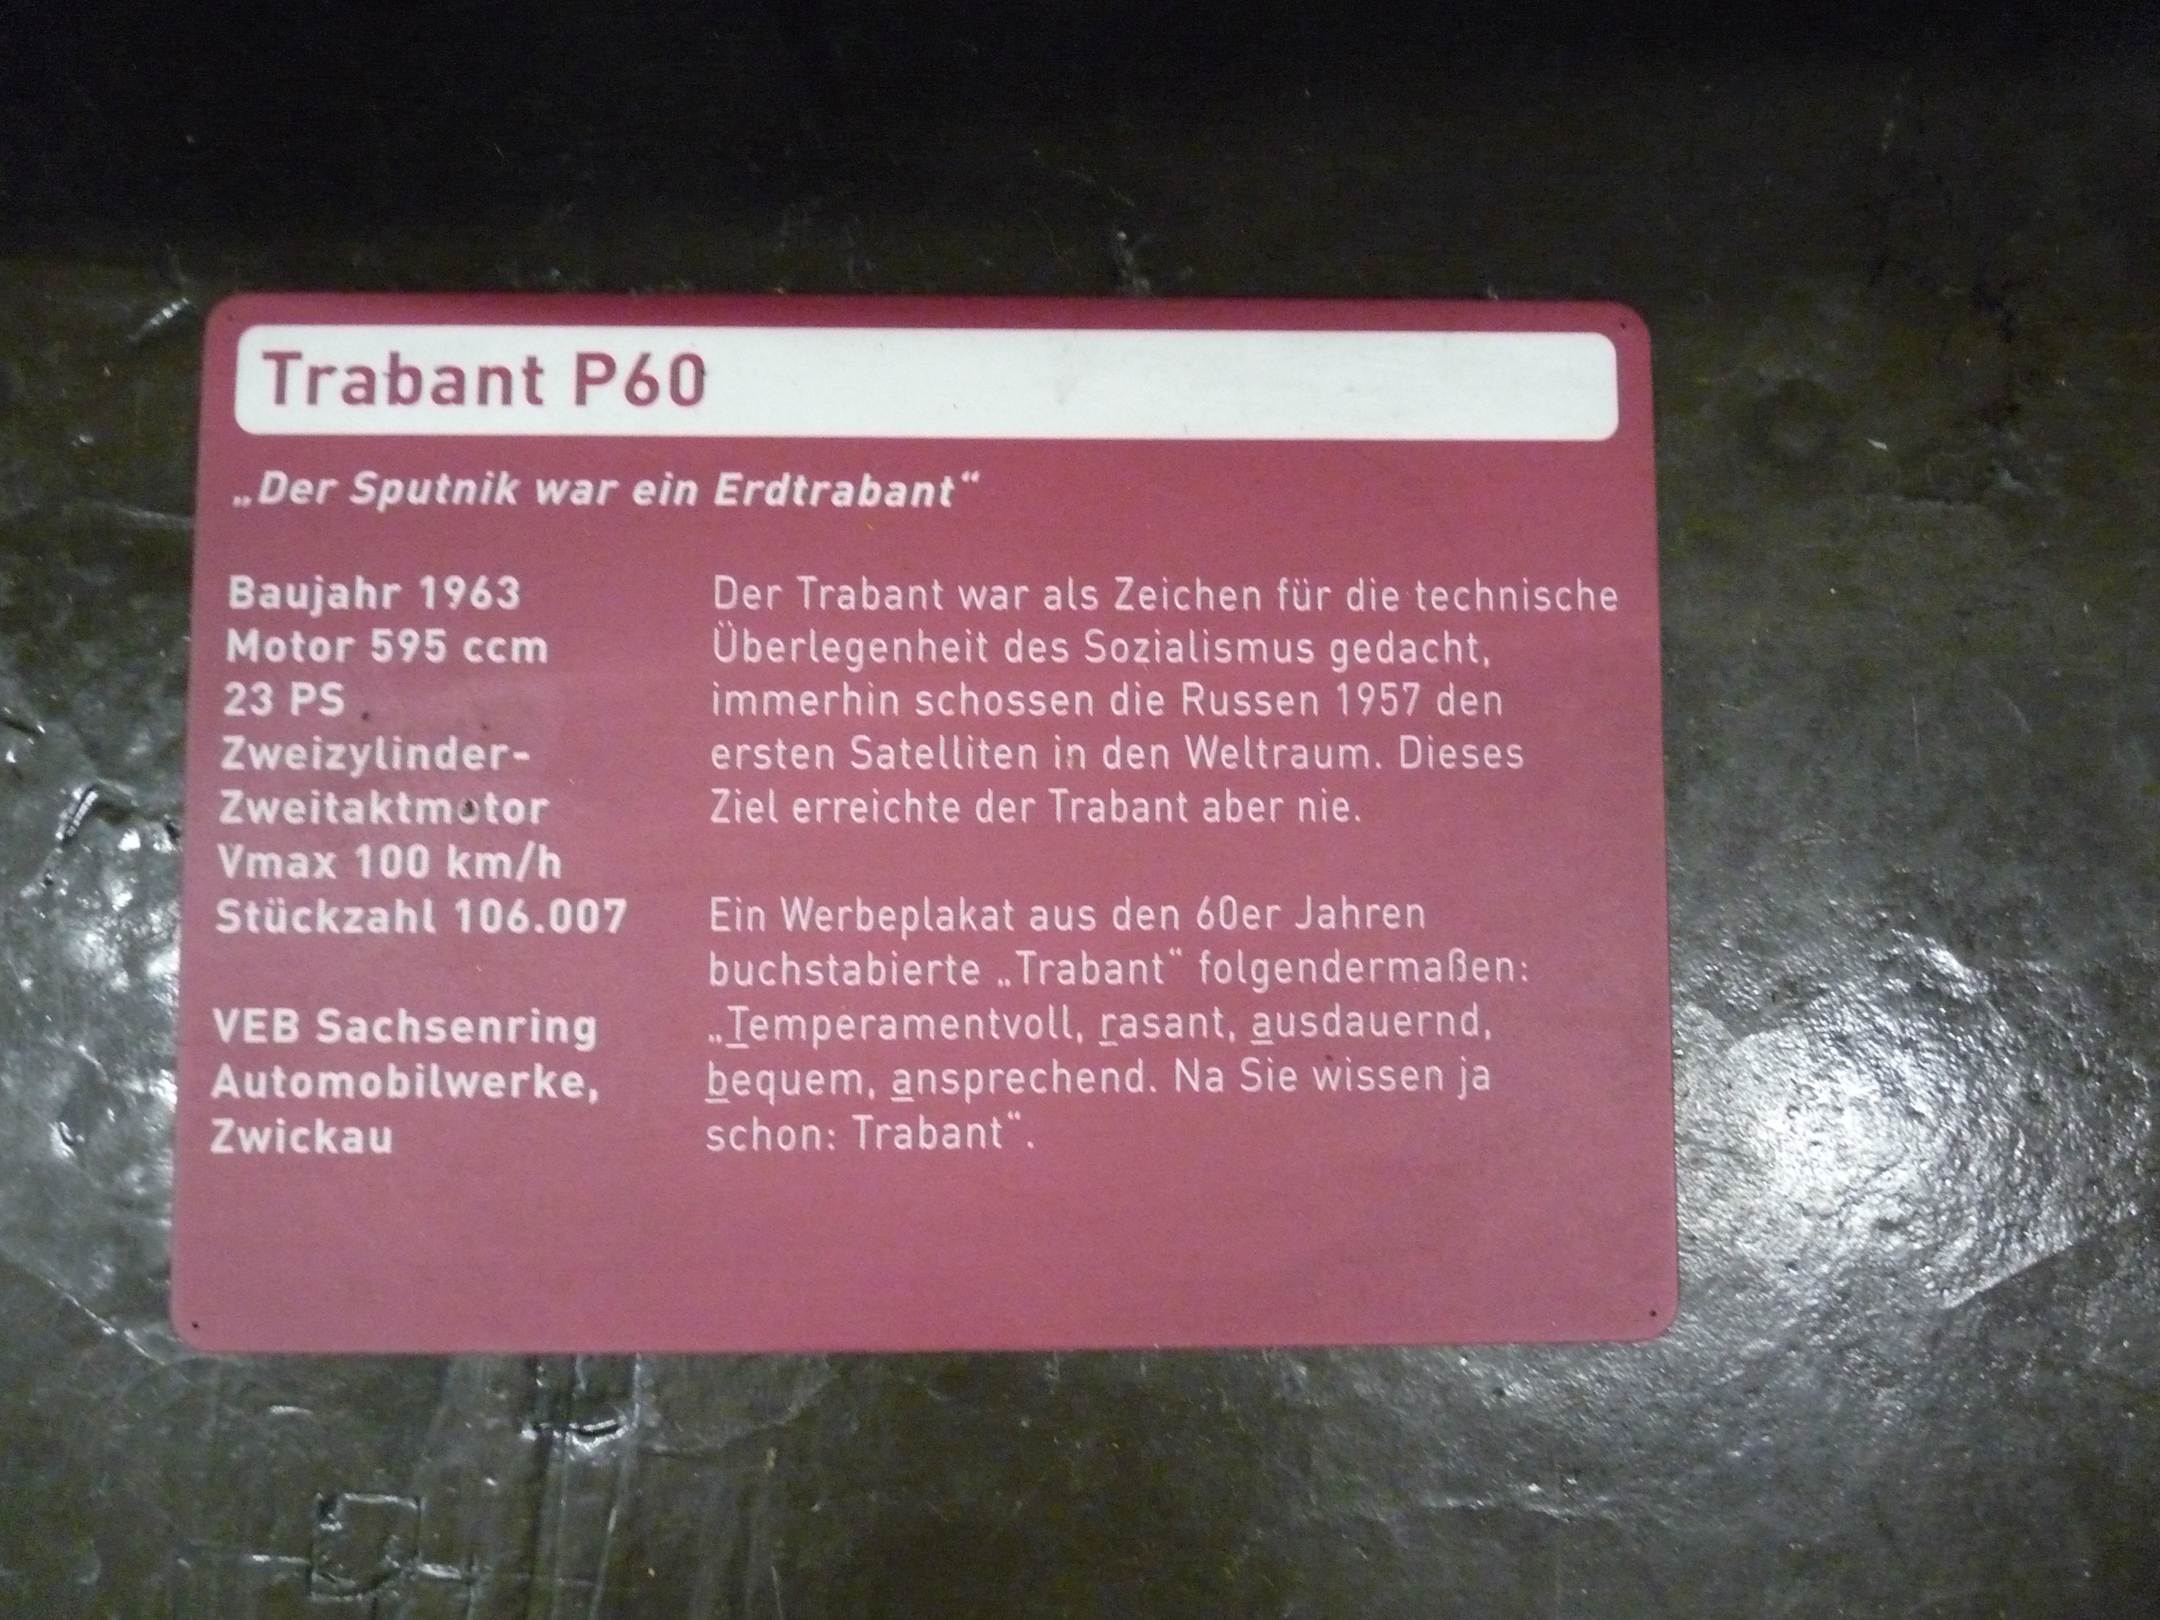 Trabant P60
„Der Sputnik war ein Erdtrabant“
Baujahr 1963
Motor 595 ccm
23 PS
Zweizylinder-
Zweitaktmotor
Vmax 100 km/h
Stückzahl 106.007
VEB Sachsenring
Automobilwerke,
Zwickau
Der Trabant war als Zeichen für die technische
Überlegenheit des Sozialismus gedacht,
immerhin schossen die Russen 1957 den
ersten Satelliten in den Weltraum. Dieses
Ziel erreichte der Trabant aber nie.
Ein Werbeplakat aus den 60er Jahren
buchstabierte „Trabant“ folgendermaßen:
„Temperamentvoll, rasant, ausdauernd,
bequem, ansprechend. Na Sie wissen ja
schon: Trabant“.